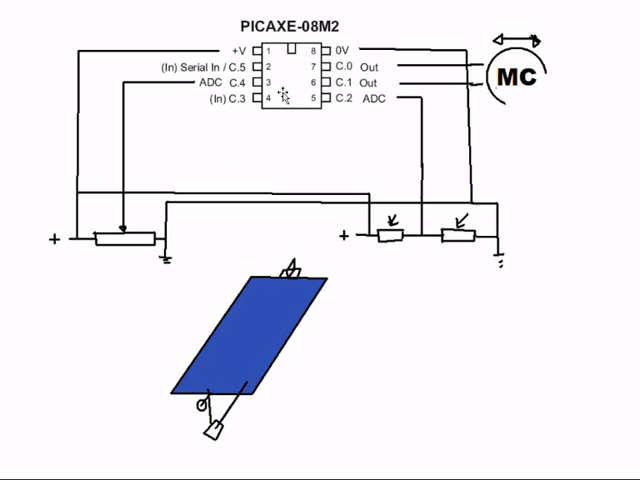 PICAXE-08M2
+V 1 8 0V
(In) Serial In / C.5 2 7 C.0 Out
ADC C.4 3 6 C.1 Out
(In) C.3 4 5 C.2 ADC
MC
+ +